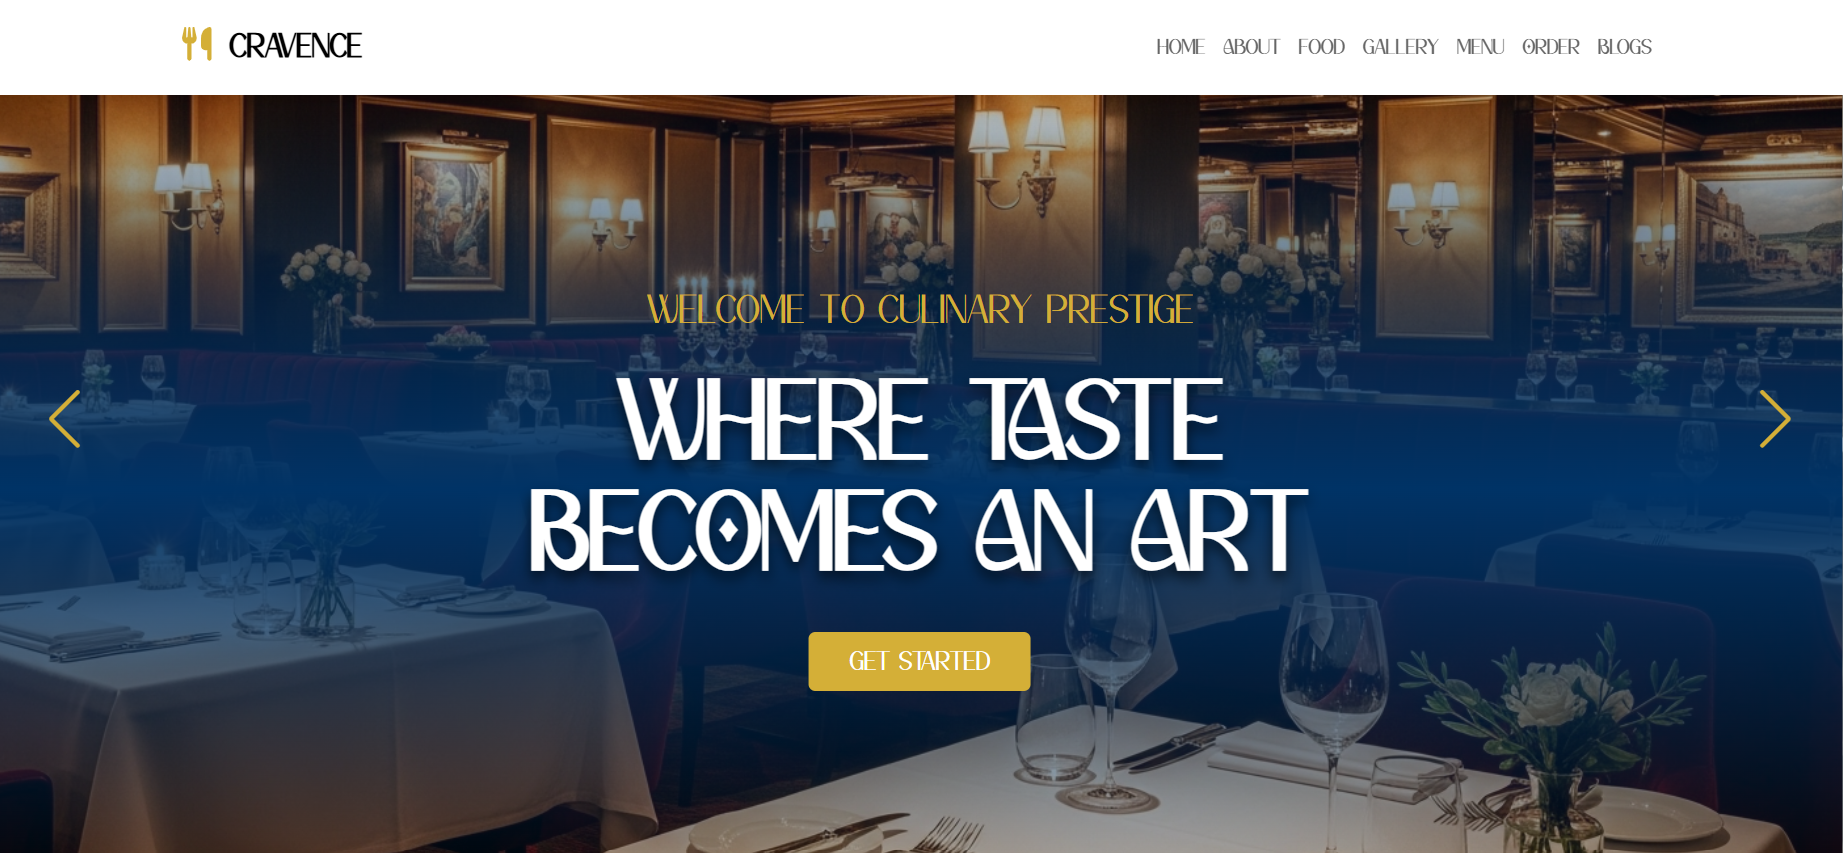 CRAVENCE
HOME ABOUT FOOD GALLERY MENU ORDER BLOGS
WELCOME TO CULINARY PRESTIGE
WHERE TASTE
BECOMES AN ART
GET STARTED